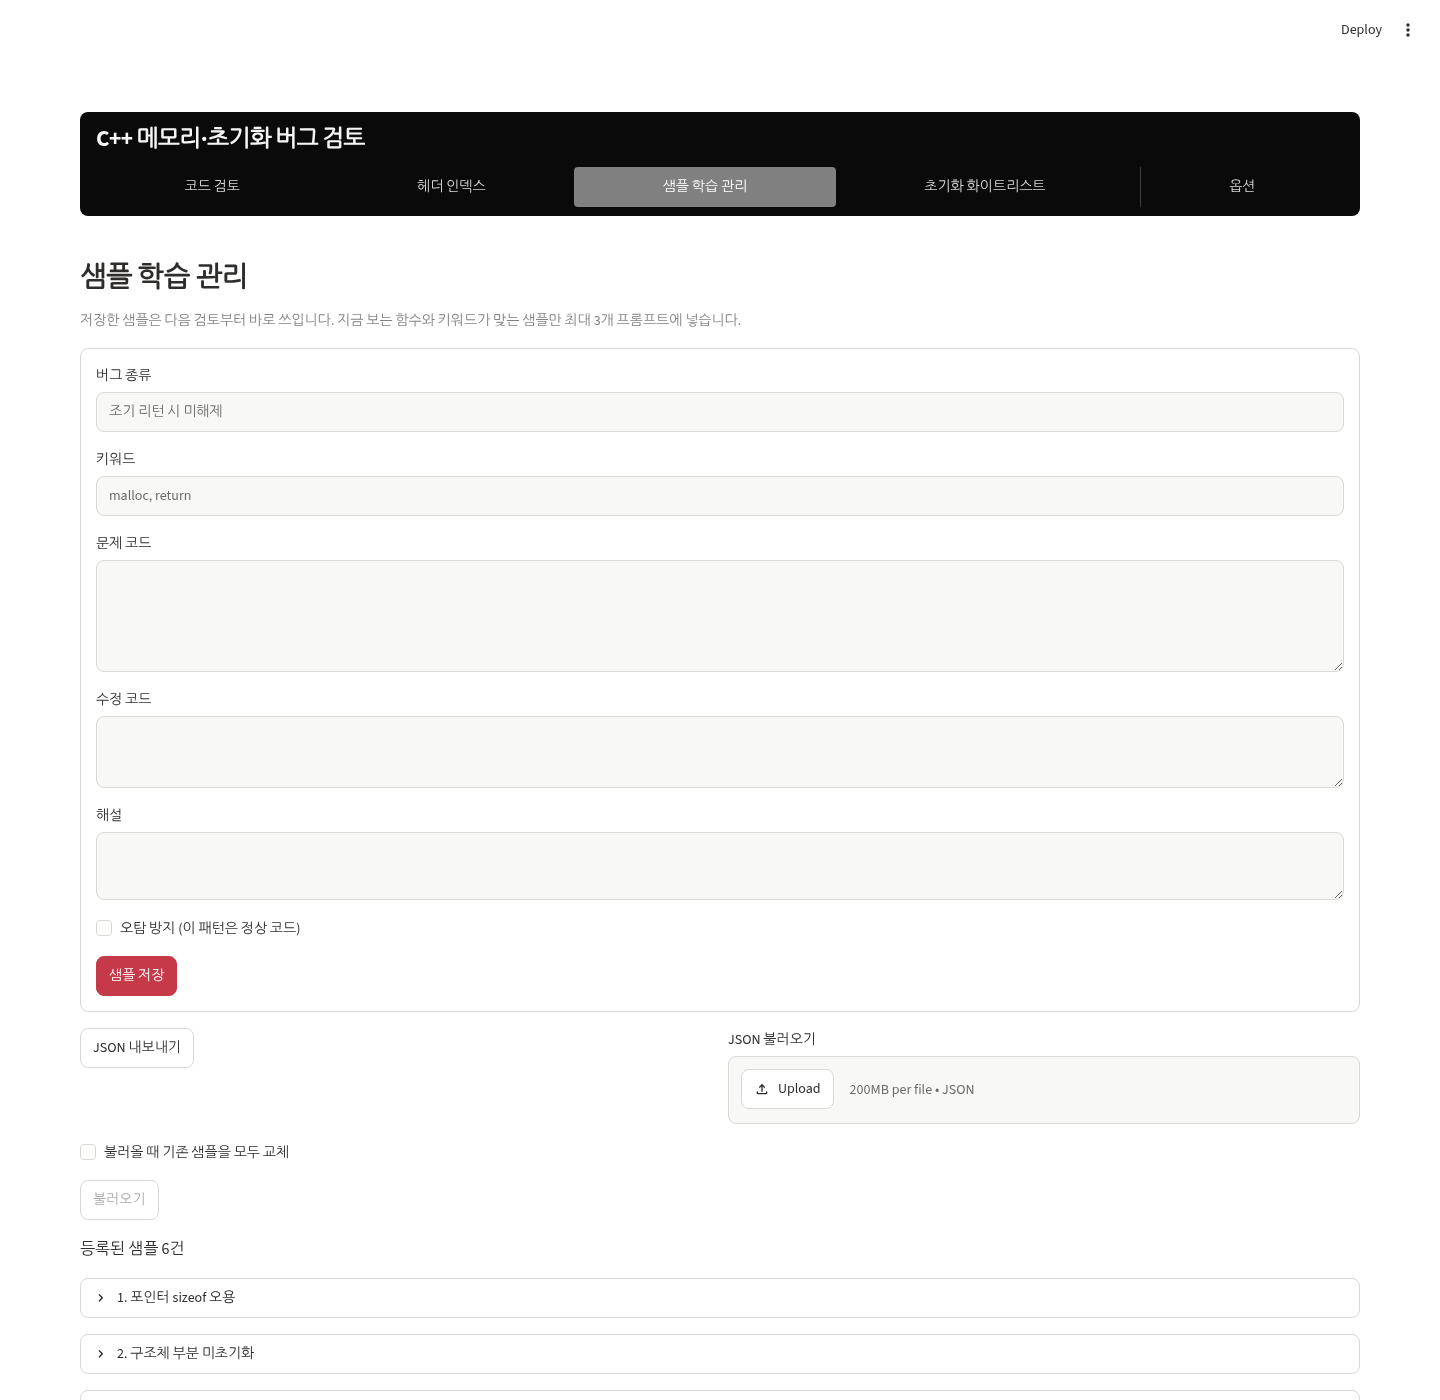 Deploy
C++ 메모리·초기화 버그 검토
코드 검토
헤더 인덱스
샘플 학습 관리
초기화 화이트리스트
옵션
샘플 학습 관리
저장한 샘플은 다음 검토부터 바로 쓰입니다. 지금 보는 함수와 키워드가 맞는 샘플만 최대 3개 프롬프트에 넣습니다.
버그 종류
조기 리턴 시 미해제
키워드
malloc, return
문제 코드
수정 코드
해설
오탐 방지 (이 패턴은 정상 코드)
샘플 저장
JSON 내보내기
JSON 불러오기
Upload
200MB per file • JSON
불러올 때 기존 샘플을 모두 교체
불러오기
등록된 샘플 6건
1. 포인터 sizeof 오용
2. 구조체 부분 미초기화